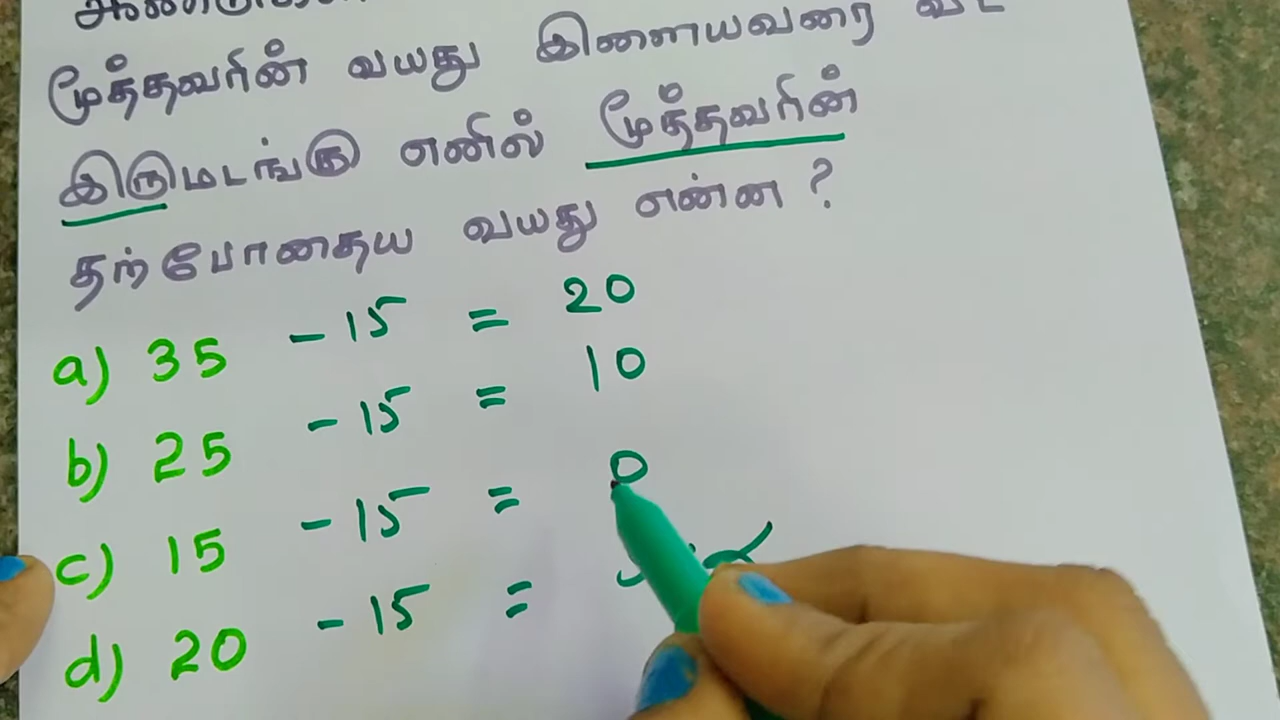 மூத்தவரின் வயது இளையவரை விட
இருமடங்கு எனில் மூத்தவரின்
தற்போதைய வயது என்ன ?
a) 35 - 15 = 20
b) 25 - 15 = 10
c) 15 - 15 = 0
d) 20 - 15 =